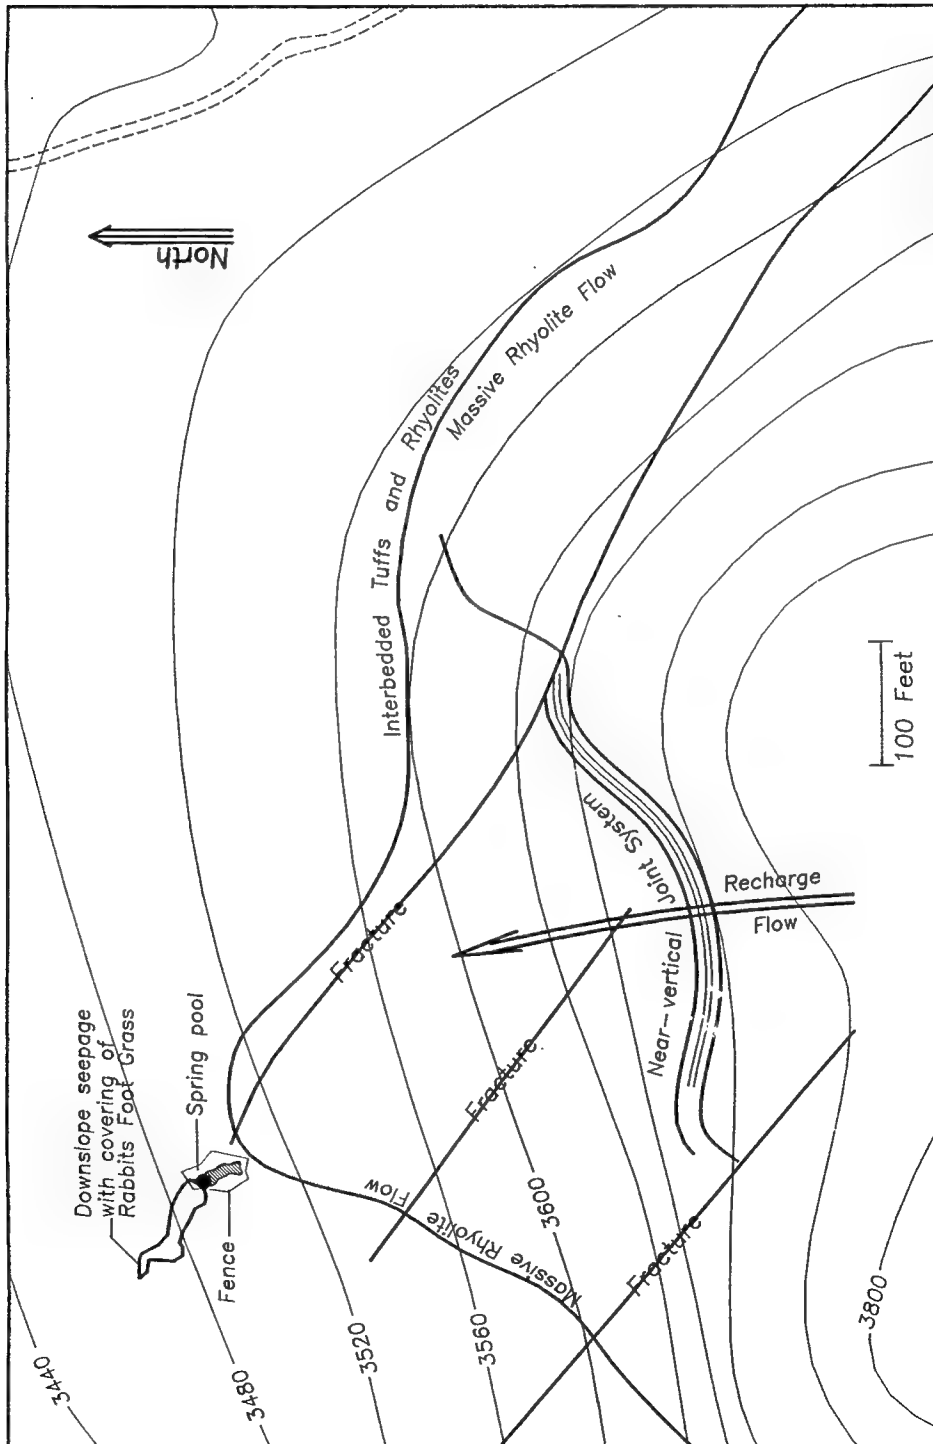 Downslope seepage
with covering of
Rabbits Foot Grass
Spring pool
Fence
North
Interbedded Tuffs and Rhyolites
Massive Rhyolite Flow
Fracture
Fracture
Fracture
Massive Rhyolite Flow
Near-vertical Joint System
Recharge
Flow
100 Feet
3440
3480
3520
3560
3600
3800